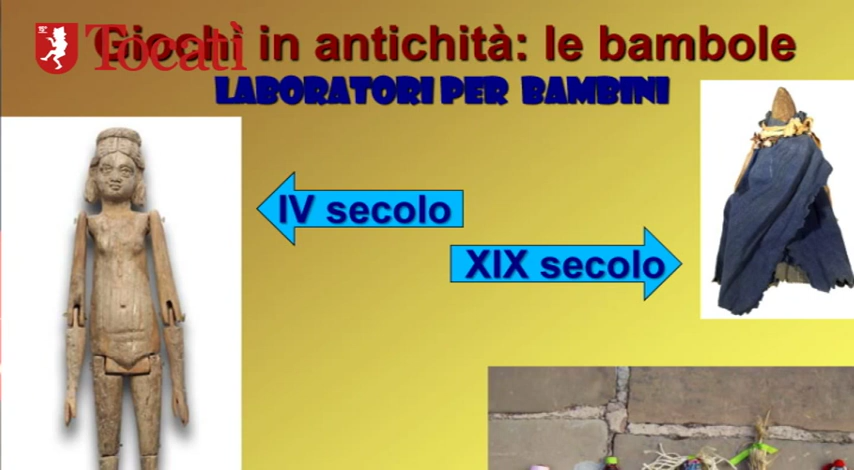 Tocatì
Giochi in antichità: le bambole
LABORATORI PER BAMBINI
IV secolo
XIX secolo